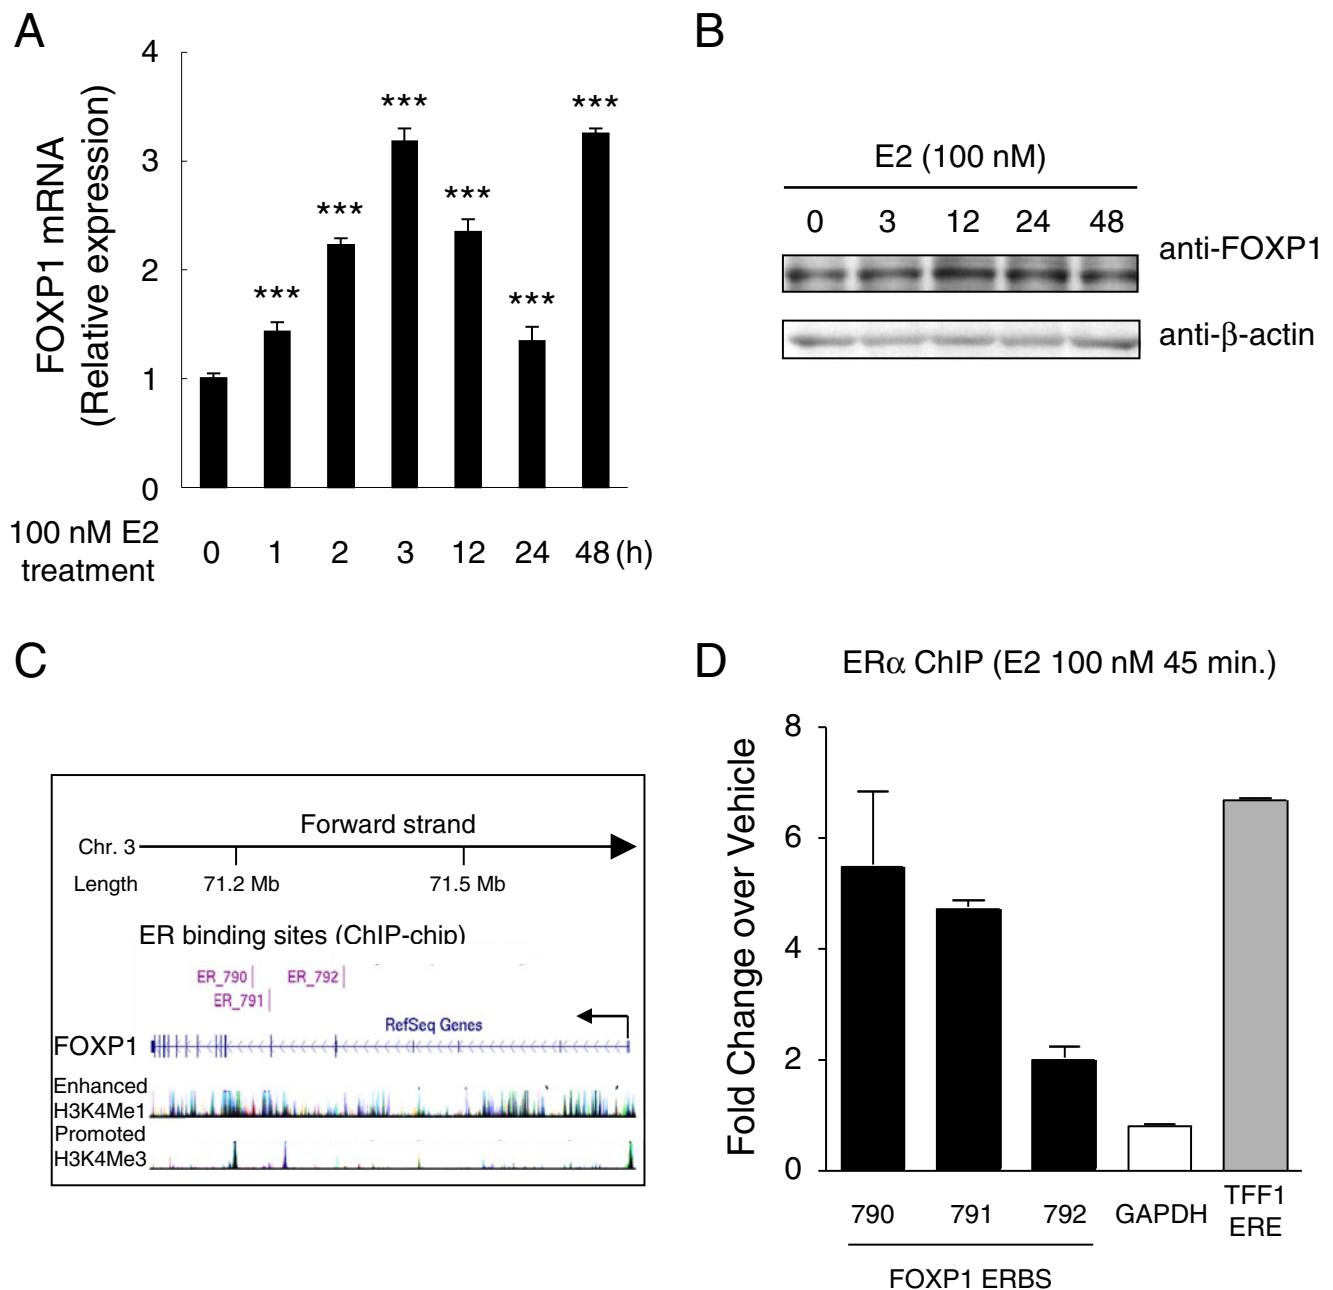 A
FOXP1 mRNA
(Relative expression)
4
3
2
1
0
***
***
***
***
***
***
100 nM E2
treatment
0 1 2 3 12 24 48 (h)
B
E2 (100 nM)
0 3 12 24 48
anti-FOXP1
anti-β-actin
C
Forward strand
Chr. 3
Length 71.2 Mb 71.5 Mb
ER binding sites (ChIP-chip)
ER_790 ER_792
ER_791
RefSeq Genes
FOXP1
Enhanced
H3K4Me1
Promoted
H3K4Me3
D
ERα ChIP (E2 100 nM 45 min.)
Fold Change over Vehicle
8
6
4
2
0
790 791 792 GAPDH TFF1
ERE
FOXP1 ERBS